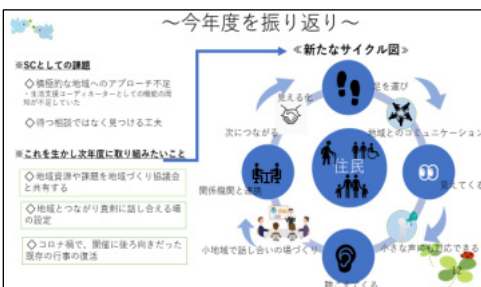 ～今年度を振り返り～
※SCとしての課題
◇積極的な地域へのアプローチ不足
・生活支援コーディネーターとしての機能の周
知が不足していた
◇待つ相談ではなく見つける工夫
※これを生かし次年度に取り組みたいこと
◇地域資源や課題を地域づくり協議会
と共有する
◇地域とつながり真剣に話し合える場
の設定
◇コロナ禍で、開催に後ろ向きだった
既存の行事の復活
≪新たなサイクル図≫
足を運び
地域とのコミュニケーション
見えてくる
小さな声にも対応できる
聴こえてくる
小地域で話し合いの場づくり
関係機関と連携
次につながる
見える化
住民
12